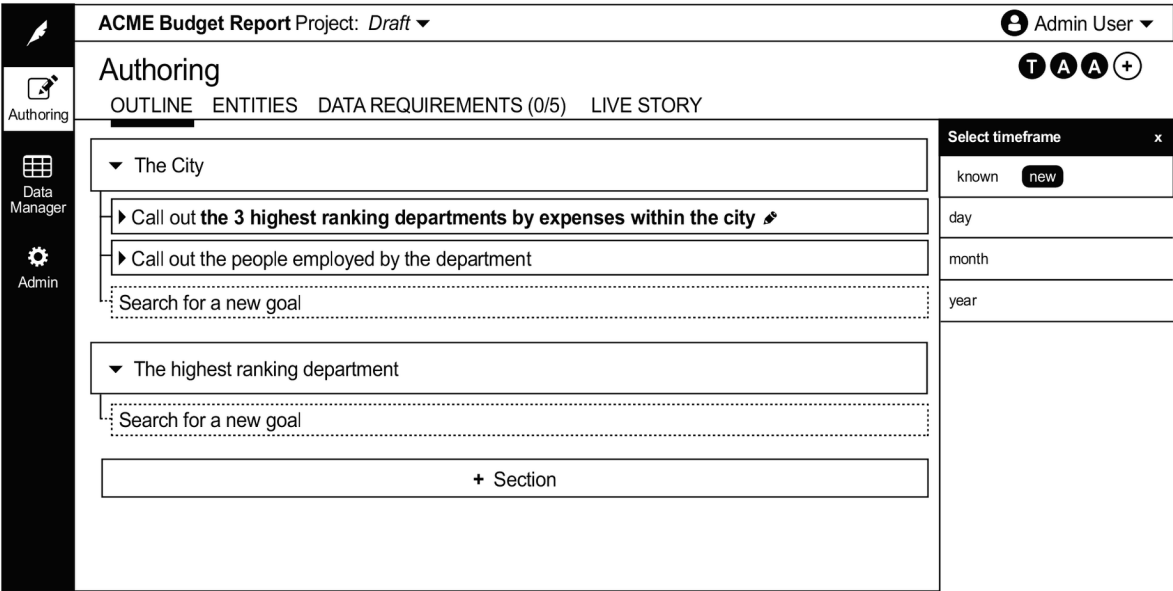 ACME Budget Report Project: Draft
Admin User
Authoring
T A A +
OUTLINE ENTITIES DATA REQUIREMENTS (0/5) LIVE STORY
Authoring
Data
Manager
Admin
The City
Call out the 3 highest ranking departments by expenses within the city
Call out the people employed by the department
Search for a new goal
The highest ranking department
Search for a new goal
+ Section
Select timeframe x
known new
day
month
year